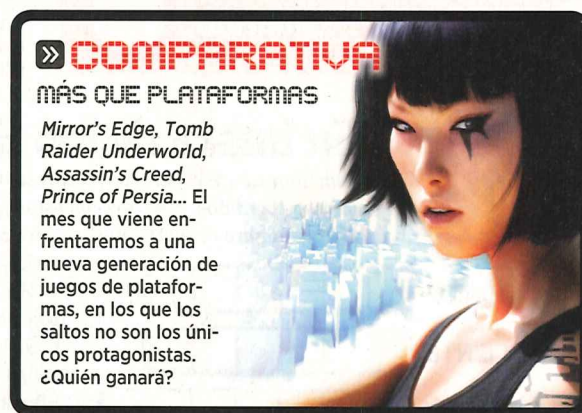 » COMPARATIVA
MÁS QUE PLATAFORMAS
Mirror's Edge, Tomb
Raider Underworld,
Assassin's Creed,
Prince of Persia... El
mes que viene en-
frentaremos a una
nueva generación de
juegos de platafor-
mas, en los que los
saltos no son los úni-
cos protagonistas.
¿Quién ganará?